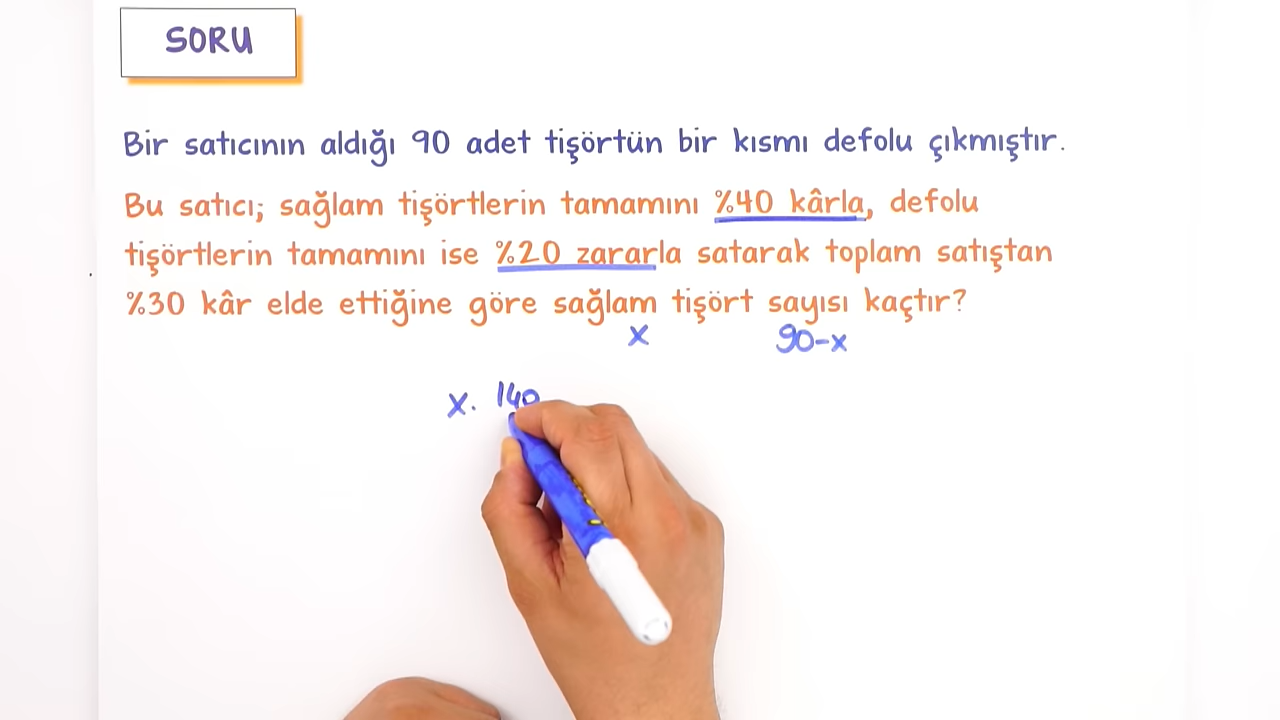 SORU
Bir satıcının aldığı 90 adet tişörtün bir kısmı defolu çıkmıştır.
Bu satıcı; sağlam tişörtlerin tamamını %40 kârla, defolu
tişörtlerin tamamını ise %20 zararla satarak toplam satıştan
%30 kâr elde ettiğine göre sağlam tişört sayısı kaçtır?
x 90-x
x. 140